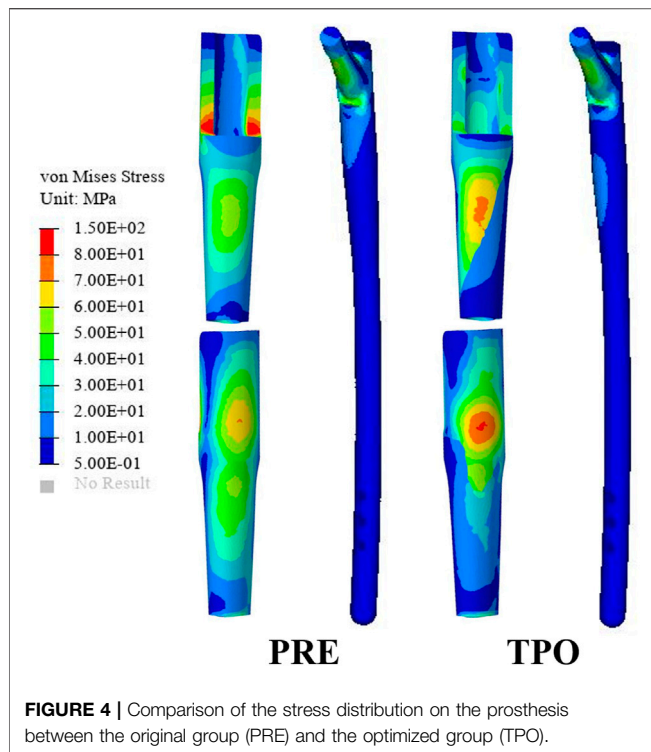 von Mises Stress
Unit: MPa
1.50E+02
8.00E+01
7.00E+01
6.00E+01
5.00E+01
4.00E+01
3.00E+01
2.00E+01
1.00E+01
5.00E-01
No Result
PRE
TPO
FIGURE 4 | Comparison of the stress distribution on the prosthesis
between the original group (PRE) and the optimized group (TPO).